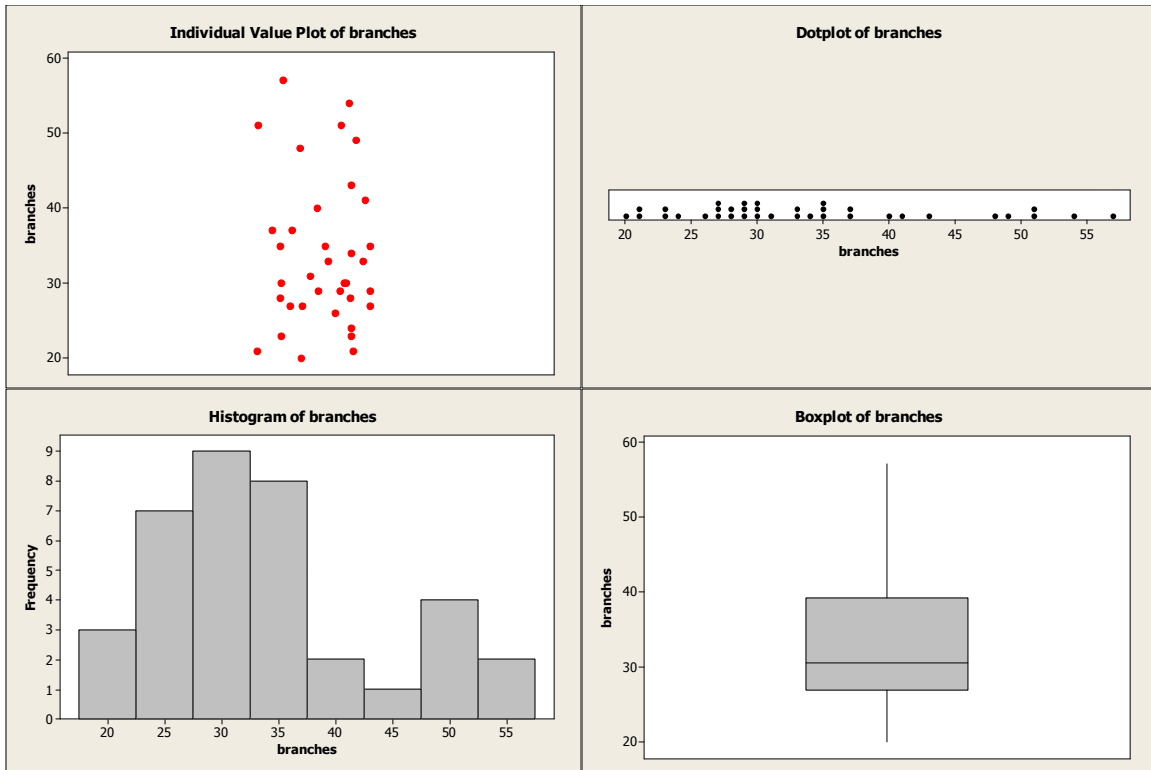 Individual Value Plot of branches
60
50
40
30
20
branches
Dotplot of branches
20 25 30 35 40 45 50 55
branches
Histogram of branches
9
8
7
6
5
4
3
2
1
0
Frequency
20 25 30 35 40 45 50 55
branches
Boxplot of branches
60
50
40
30
20
branches